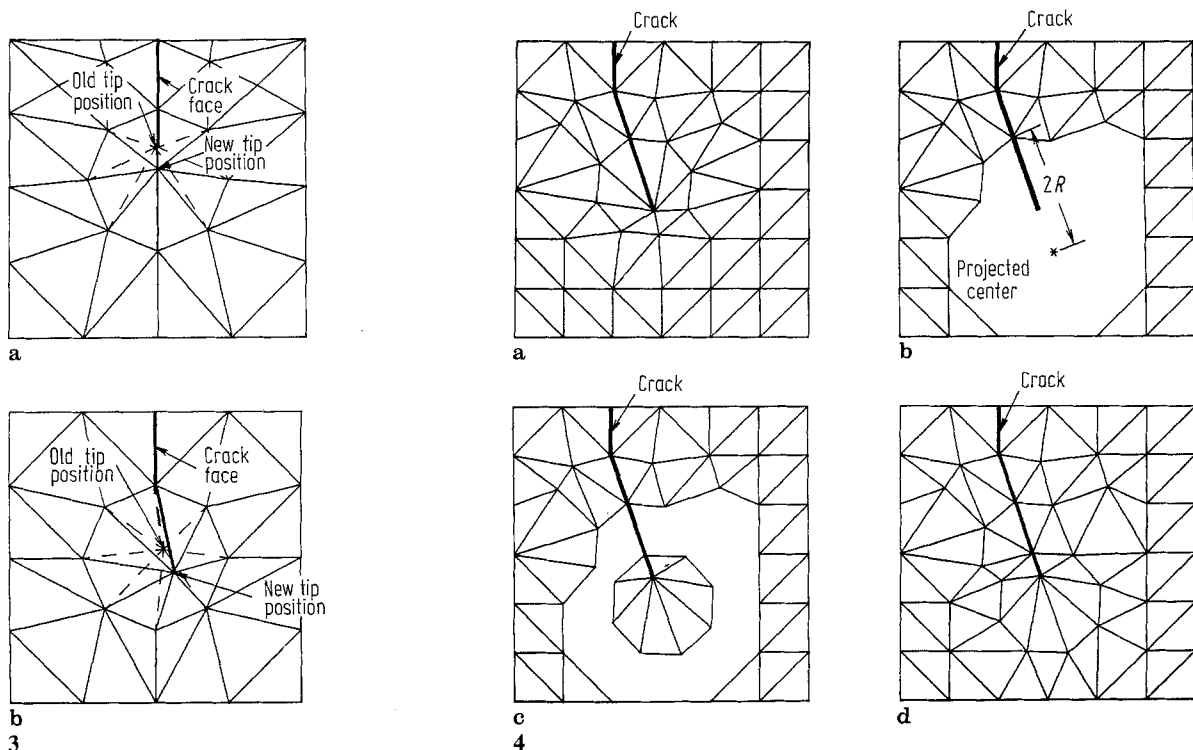 Old tip
position
Crack
face
New tip
position
a
Old tip
position
Crack
face
New tip
position
b
3
Crack
a
Crack
2R
Projected
center
b
Crack
c
4
Crack
d